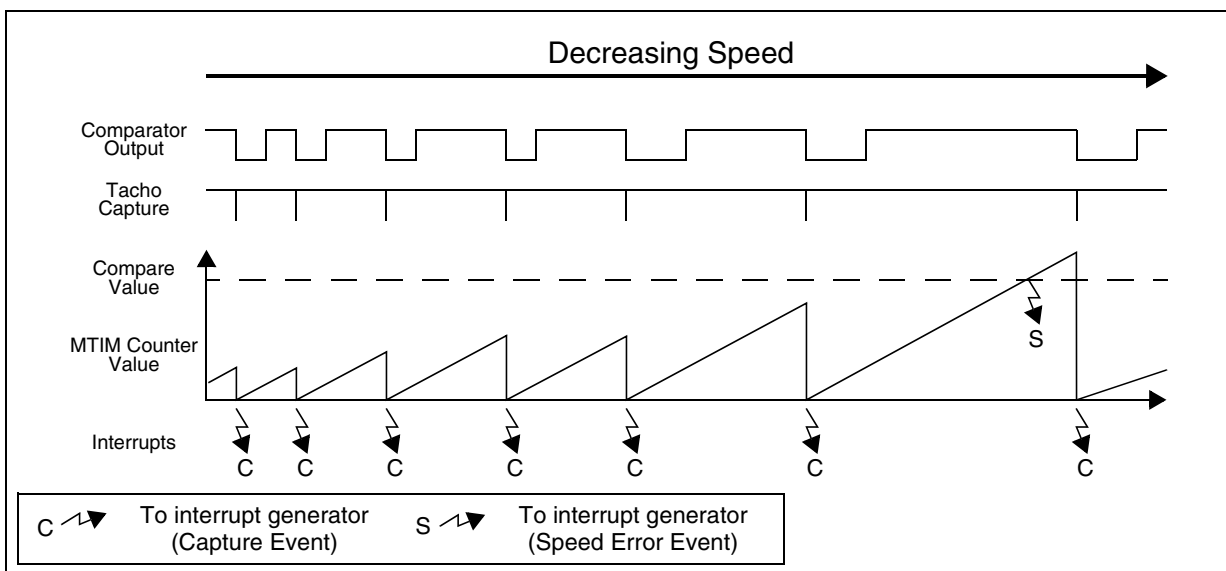 Decreasing Speed
Comparator
Output
Tacho
Capture
Compare
Value
MTIM Counter
Value
S
Interrupts
C C C C C C C
C To interrupt generator
(Capture Event)
S To interrupt generator
(Speed Error Event)